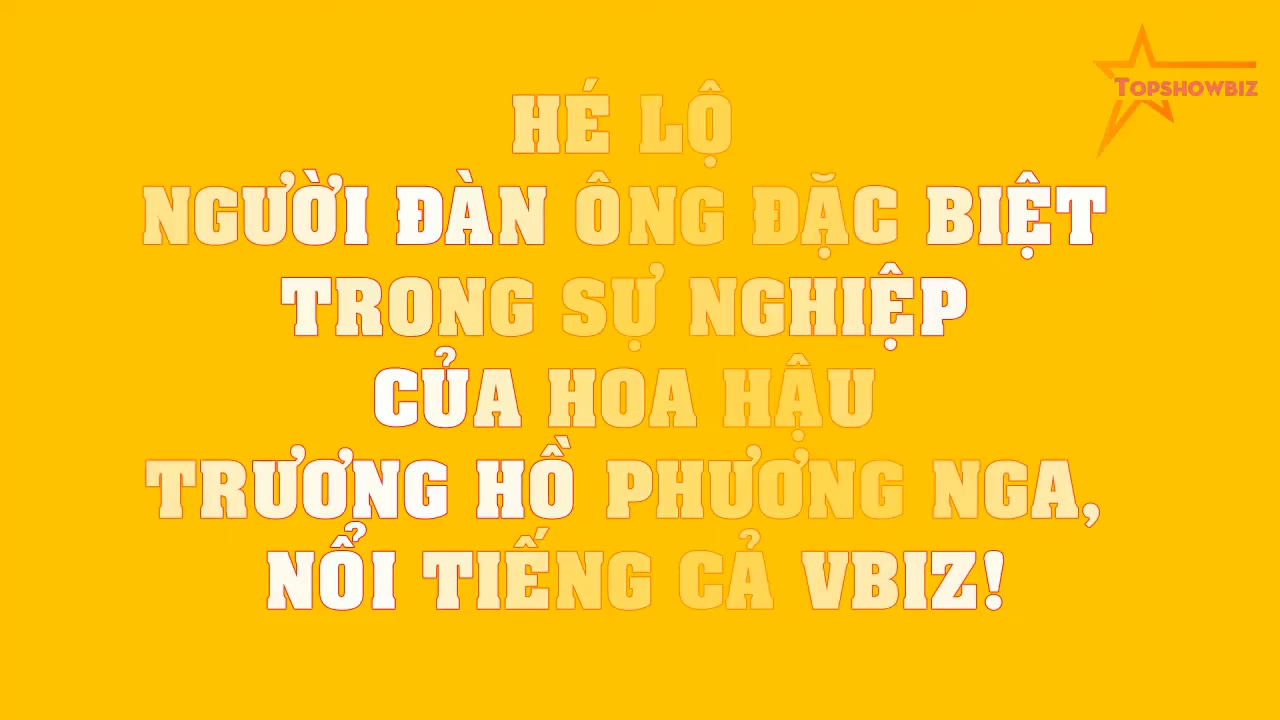 TOPSHOWBIZ
HÉ LỘ
NGƯỜI ĐÀN ÔNG ĐẶC BIỆT
TRONG SỰ NGHIỆP
CỦA HOA HẬU
TRƯƠNG HỒ PHƯƠNG NGA,
NỔI TIẾNG CẢ VBIZ!